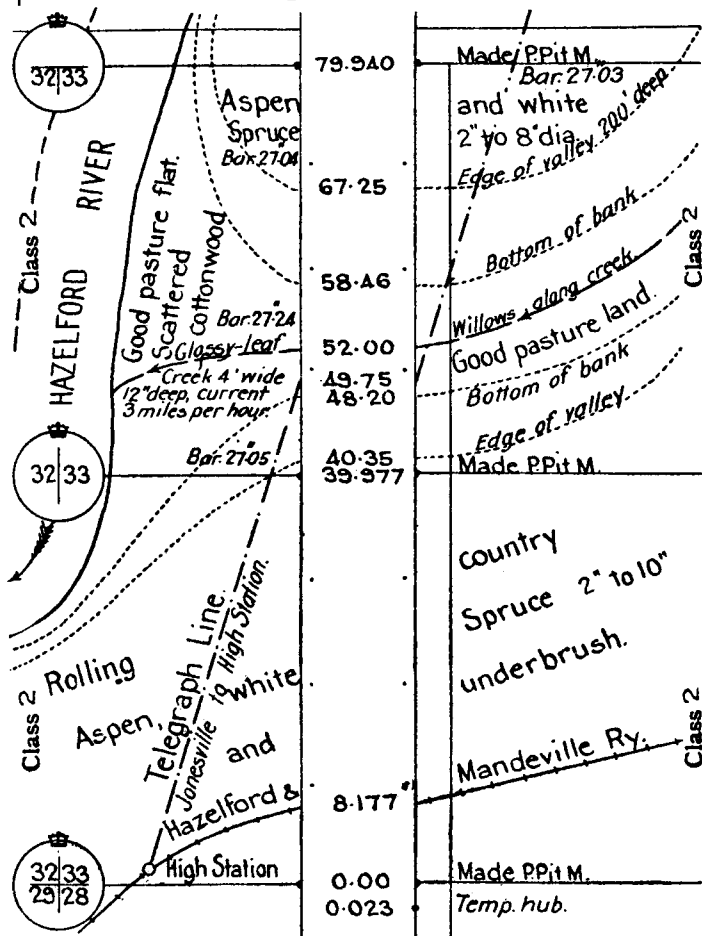 32 33
79.940
Made P.Pit M.
Bar. 27.03
Aspen
Spruce
Bar. 27.04
and white
2" to 8" dia.
Edge of valley 200' deep
67.25
Class 2
HAZELFORD RIVER
Good pasture flat.
Scattered
cottonwood
Bottom of bank
Class 2
58.46
Willows along creek.
Bar. 27.24
Glossy-leaf
52.00
Good pasture land.
Creek 4' wide
12" deep, current
3 miles per hour.
49.75
48.20
Bottom of bank
Edge of valley
Bar. 27.05
40.35
32 33
39.977
Made P.Pit M.
country
Spruce 2" to 10"
underbrush.
Rolling
Aspen, and white
Class 2
Telegraph Line.
Jonesville to High Station.
Class 2
Hazelford &
8.177
Mandeville Ry.
32 33
29 28
High Station
0.00
Made P.Pit M.
0.023
Temp. hub.